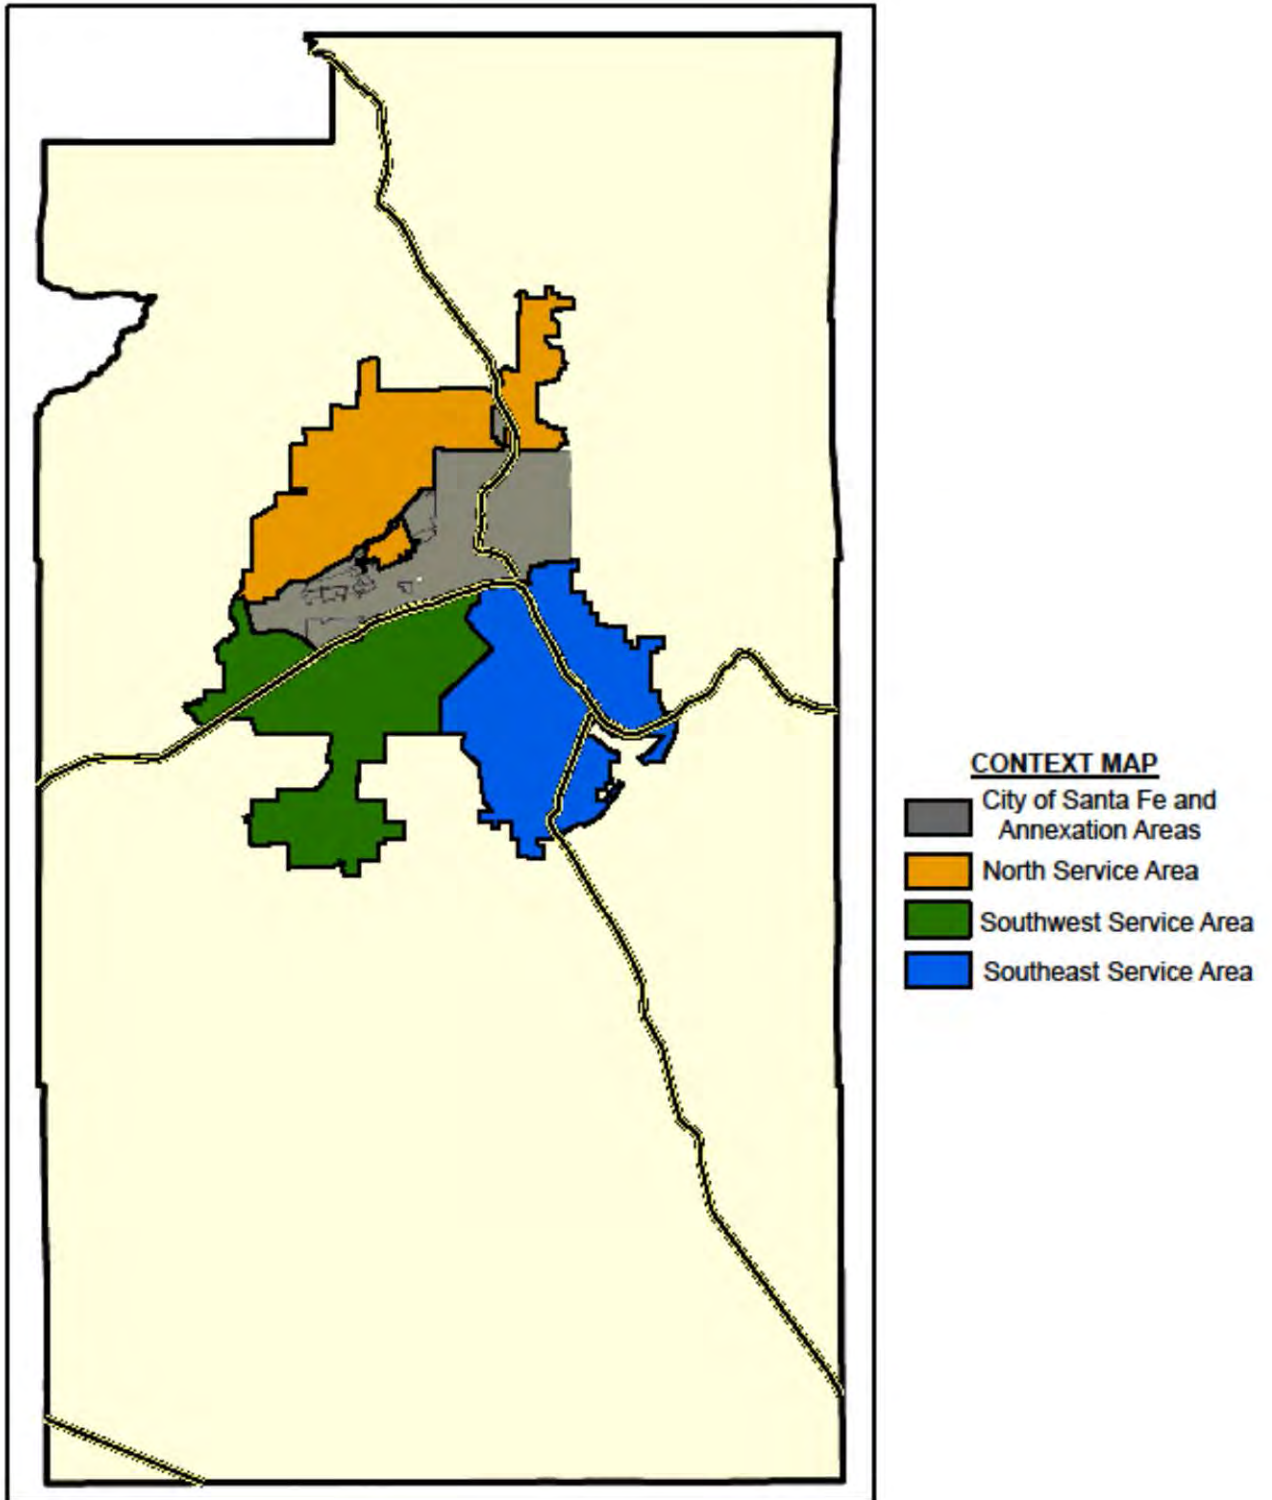 CONTEXT MAP
City of Santa Fe and
Annexation Areas
North Service Area
Southwest Service Area
Southeast Service Area